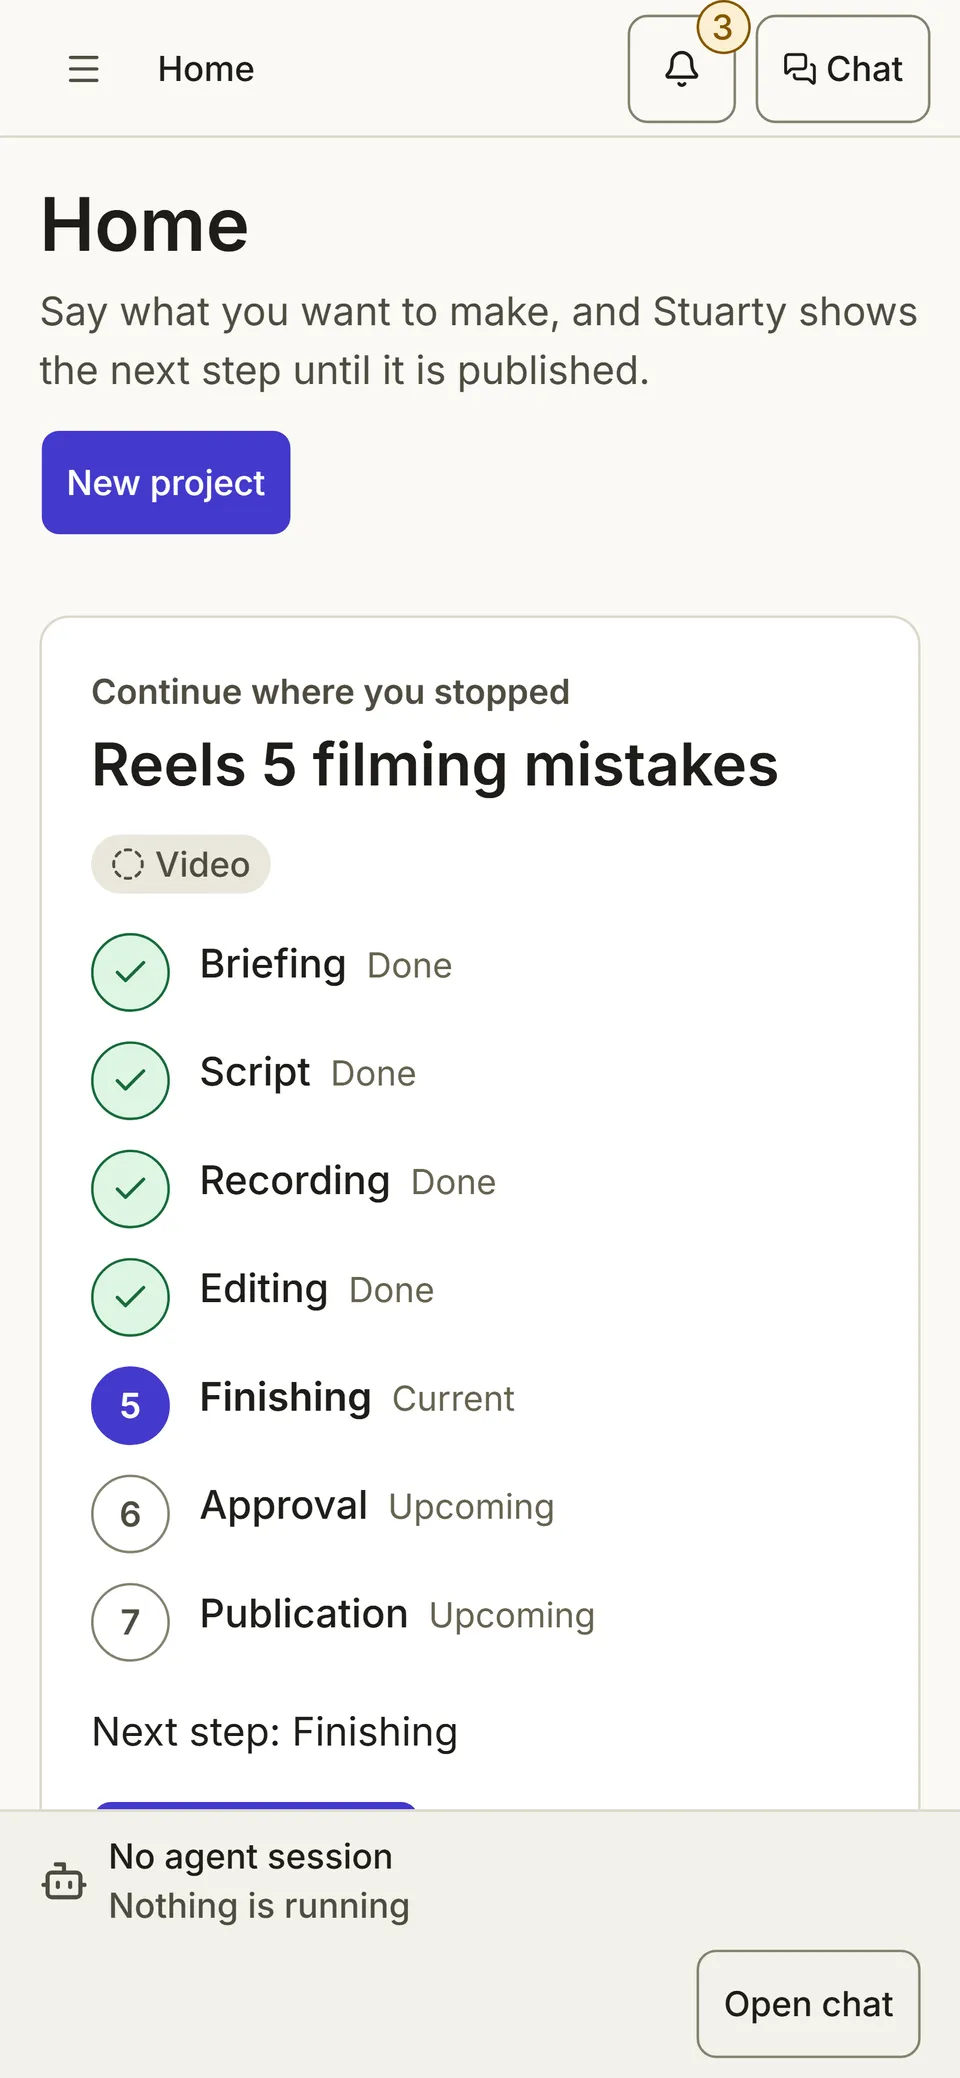 Home
3
Chat
Home
Say what you want to make, and Stuarty shows
the next step until it is published.
New project
Continue where you stopped
Reels 5 filming mistakes
Video
Briefing Done
Script Done
Recording Done
Editing Done
5 Finishing Current
6 Approval Upcoming
7 Publication Upcoming
Next step: Finishing
No agent session
Nothing is running
Open chat